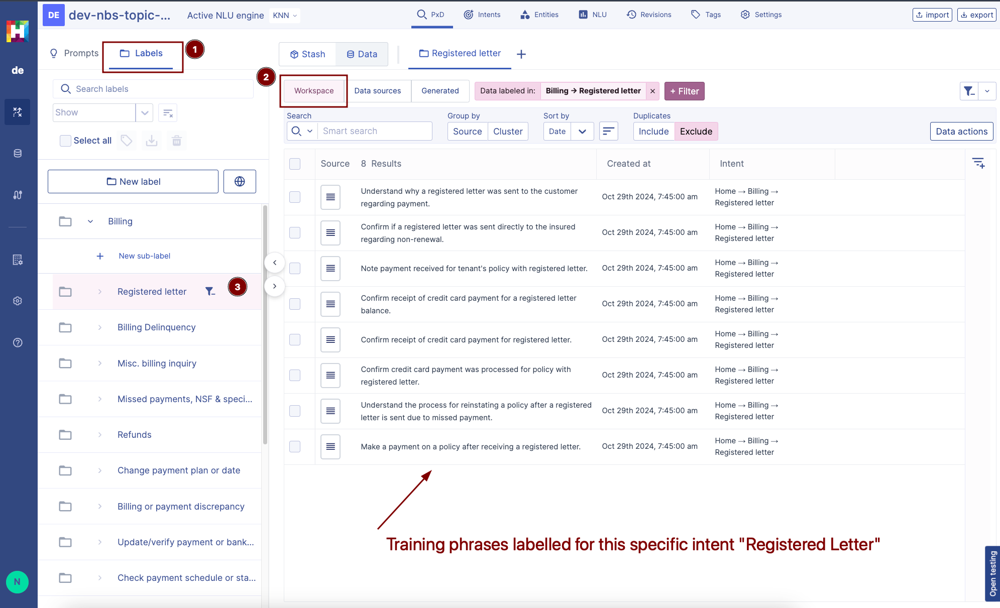 DE
dev-nbs-topic-...
Active NLU engine
KNN
PxD
Intents
Entities
NLU
Revisions
Tags
Settings
import
export
H
de
N
Prompts
Labels
1
Search labels
Show
Select all
New label
Billing
New sub-label
Registered letter
3
Billing Delinquency
Misc. billing inquiry
Missed payments, NSF & speci...
Refunds
Change payment plan or date
Billing or payment discrepancy
Update/verify payment or bank...
Check payment schedule or sta...
Stash
Data
Registered letter
2
Workspace
Data sources
Generated
Data labeled in:
Billing → Registered letter
+ Filter
Search
Smart search
Group by
Source
Cluster
Sort by
Date
Duplicates
Include
Exclude
Data actions
Source
8 Results
Created at
Intent
Understand why a registered letter was sent to the customer
regarding payment.
Oct 29th 2024, 7:45:00 am
Home → Billing →
Registered letter
Confirm if a registered letter was sent directly to the insured
regarding non-renewal.
Oct 29th 2024, 7:45:00 am
Home → Billing →
Registered letter
Note payment received for tenant's policy with registered letter.
Oct 29th 2024, 7:45:00 am
Home → Billing →
Registered letter
Confirm receipt of credit card payment for a registered letter
balance.
Oct 29th 2024, 7:45:00 am
Home → Billing →
Registered letter
Confirm receipt of credit card payment for registered letter.
Oct 29th 2024, 7:45:00 am
Home → Billing →
Registered letter
Confirm credit card payment was processed for policy with
registered letter.
Oct 29th 2024, 7:45:00 am
Home → Billing →
Registered letter
Understand the process for reinstating a policy after a registered
letter is sent due to missed payment.
Oct 29th 2024, 7:45:00 am
Home → Billing →
Registered letter
Make a payment on a policy after receiving a registered letter.
Oct 29th 2024, 7:45:00 am
Home → Billing →
Registered letter
Training phrases labelled for this specific intent "Registered Letter"
Open testing